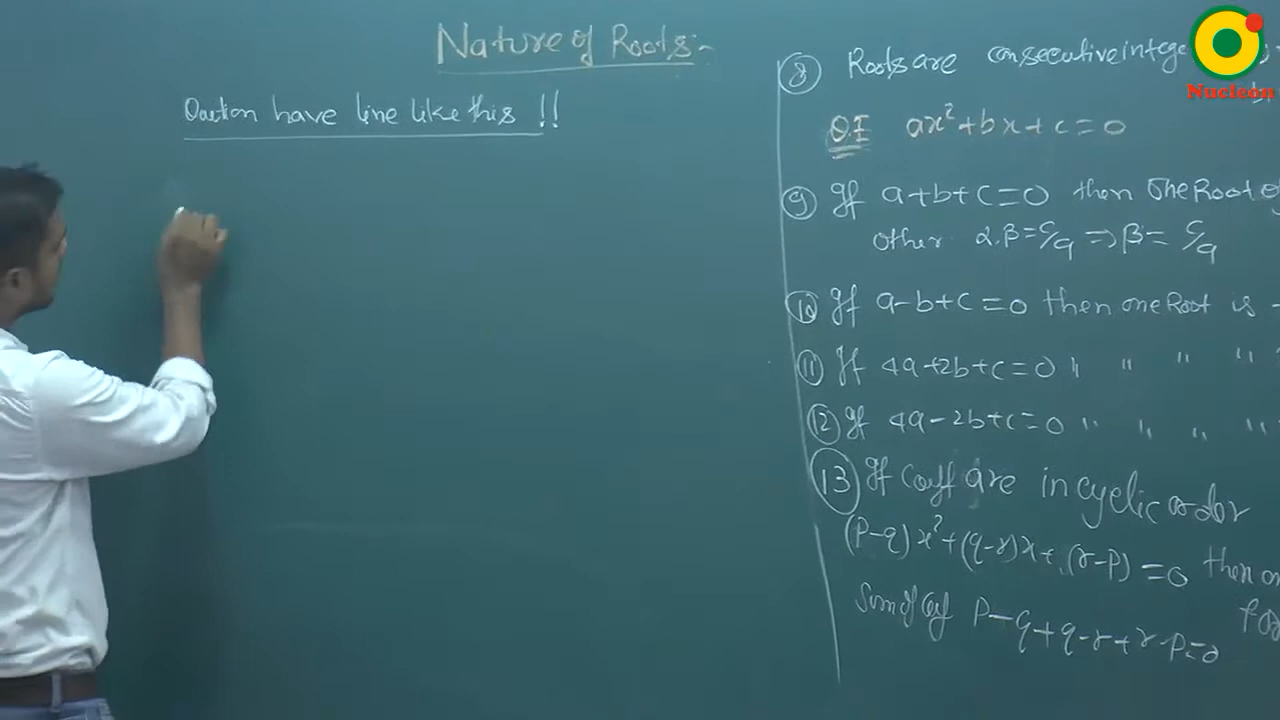 Nature of Roots:-
Question have line like this !!
⑧ Roots are consecutive intege
Q.E ax²+bx+c=0
⑨ If a+b+c=0 then One Root
other α.β=c/a ⇒ β= c/a
⑩ If a-b+c=0 then one Root is -
⑪ If 4a+2b+c=0 " " " "
⑫ If 4a-2b+c=0 " " " "
⑬ If Coeff are in cyclic order
(P-q)x²+(q-r)x+(r-p)=0 then
Sum of Coef P-q+q-r+r-p=0
Nucleon